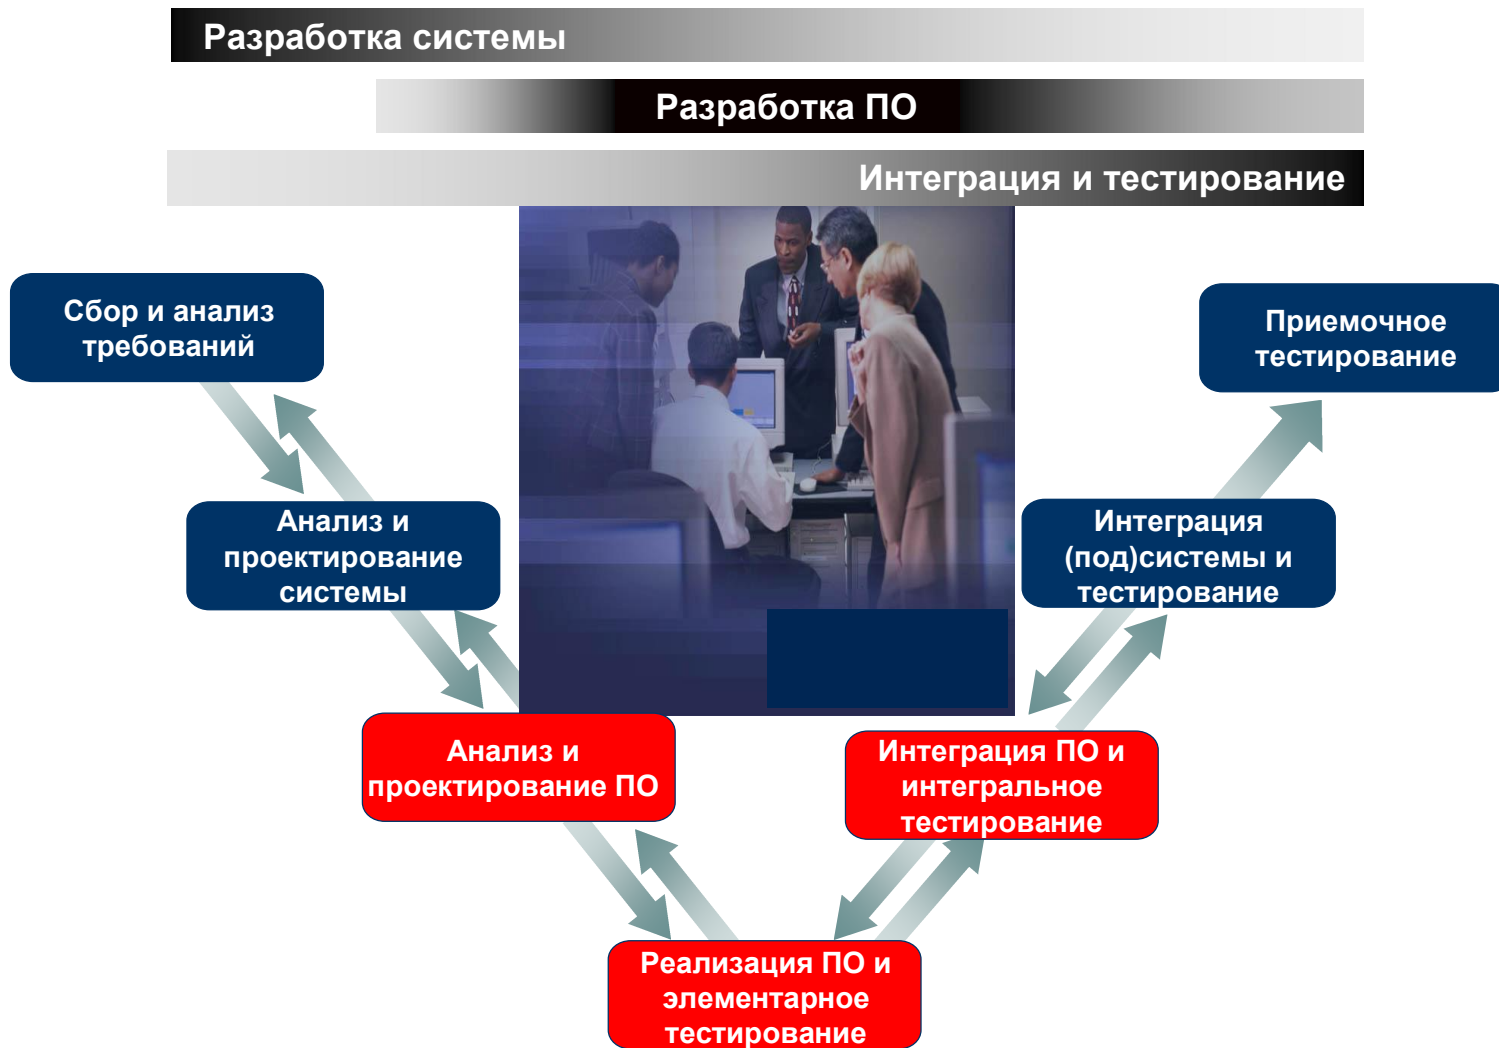 Разработка системы
Разработка ПО
Интеграция и тестирование
Сбор и анализ
требований
Приемочное
тестирование
Анализ и
проектирование
системы
Интеграция
(под)системы и
тестирование
Анализ и
проектирование ПО
Интеграция ПО и
интегральное
тестирование
Реализация ПО и
элементарное
тестирование